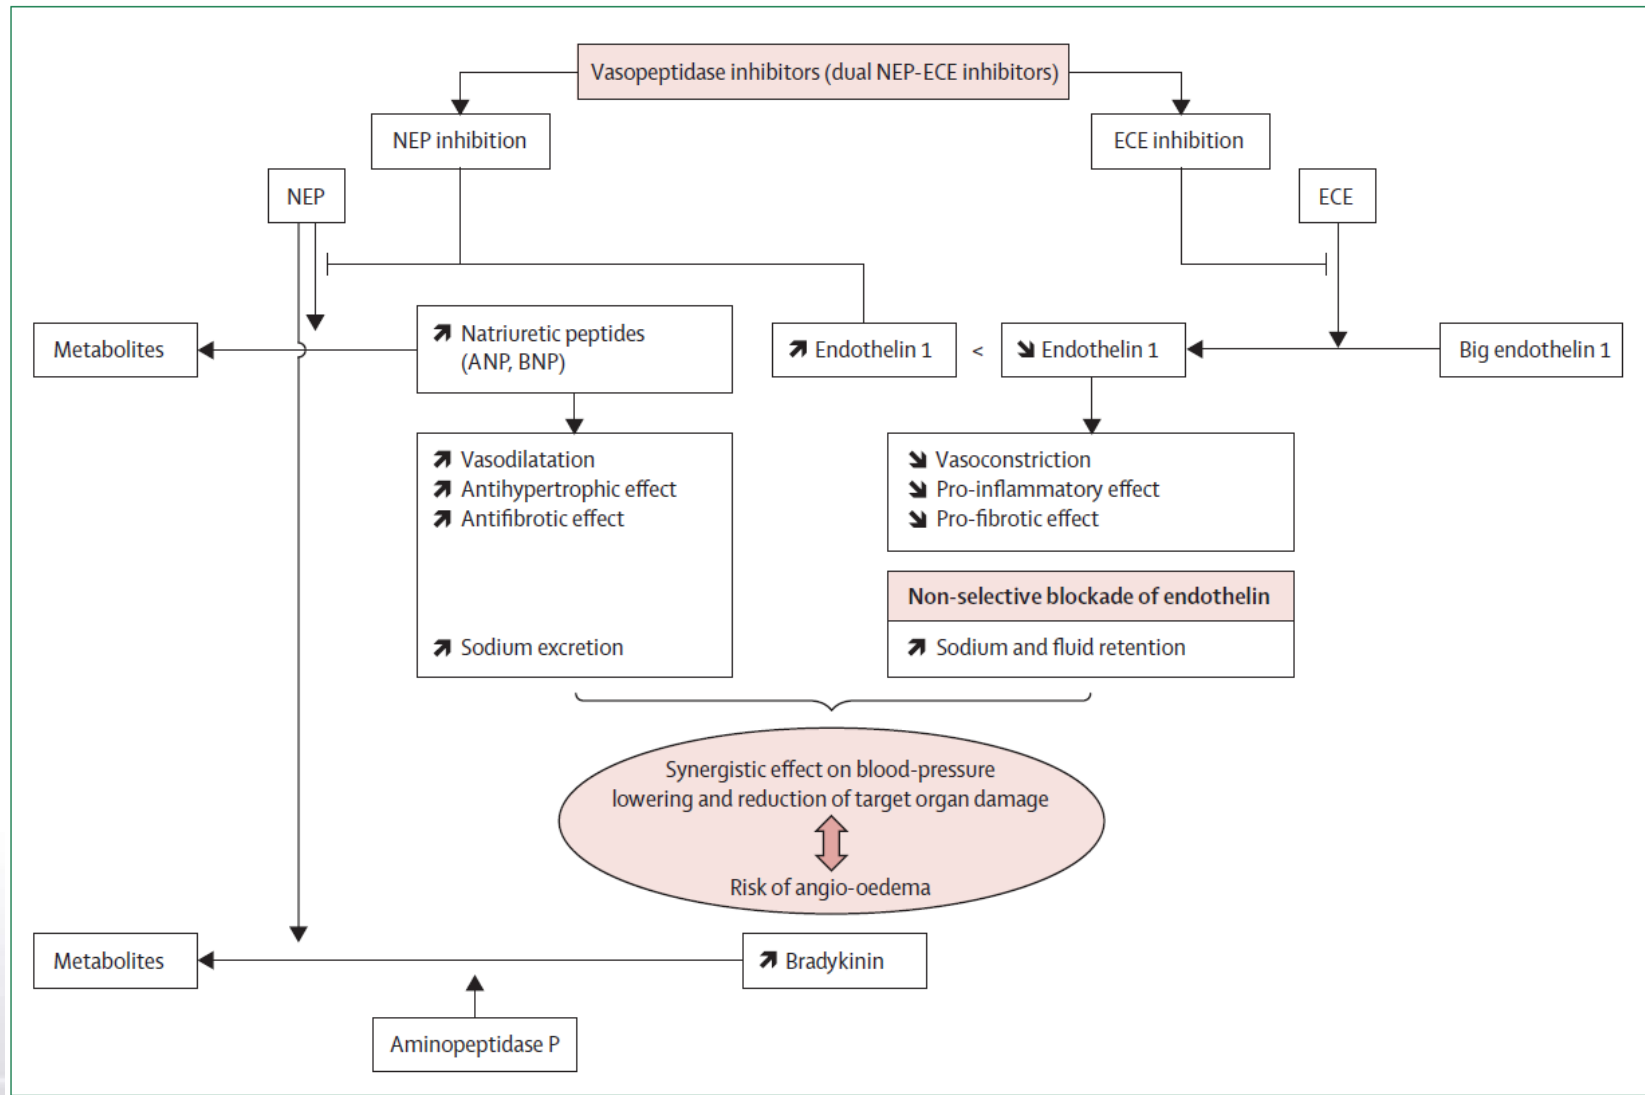 Vasopeptidase inhibitors (dual NEP-ECE inhibitors)
NEP inhibition
ECE inhibition
NEP
ECE
Metabolites
↗ Natriuretic peptides
(ANP, BNP)
↗ Endothelin 1
<
↘ Endothelin 1
Big endothelin 1
↗ Vasodilatation
↗ Antihypertrophic effect
↗ Antifibrotic effect
↗ Sodium excretion
↘ Vasoconstriction
↘ Pro-inflammatory effect
↘ Pro-fibrotic effect
Non-selective blockade of endothelin
↗ Sodium and fluid retention
Synergistic effect on blood-pressure
lowering and reduction of target organ damage
Risk of angio-oedema
Metabolites
↗ Bradykinin
Aminopeptidase P